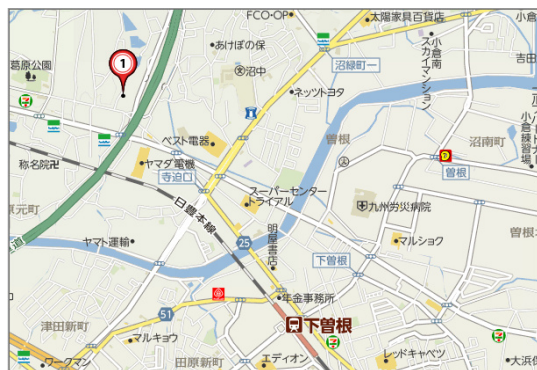 FCO・OP
太陽家具百貨店
葛原公園
1
あけぼの保
沼中
沼緑町一
小倉南
スカイマンション
ネッツトヨタ
ベスト電器
ヤマダ電機
寺迫口
称名院卍
曽根
沼南町
小倉練習場
曽根
スーパーセンター
トライアル
九州労災病院
日豊本線
ヤマト運輸
25
明屋書店
下曽根
マルショク
年金事務所
51
津田新町
下曽根
マルキョウ
ワークマン
田原新町
エディオン
レッドキャベツ
大浜